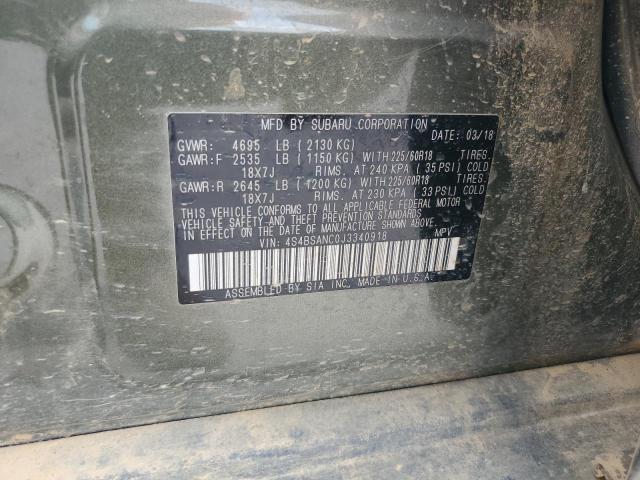 MFD BY SUBARU CORPORATION
DATE: 03/18
GVWR: 4695 LB (2130 KG)
GAWR:F 2535 LB (1150 KG) WITH 225/60R18 TIRES.
18X7J RIMS. AT 240 KPA (35 PSI) COLD
GAWR:R 2645 LB (1200 KG) WITH 225/60R18 TIRES.
18X7J RIMS. AT 230 KPA (33 PSI) COLD
THIS VEHICLE CONFORMS TO ALL APPLICABLE FEDERAL MOTOR
VEHICLE SAFETY AND THEFT PREVENTION STANDARDS
IN EFFECT ON THE DATE OF MANUFACTURE SHOWN ABOVE.
VIN: 4S4BSANC0J3340918 MPV
ASSEMBLED BY SIA INC. MADE IN U.S.A.